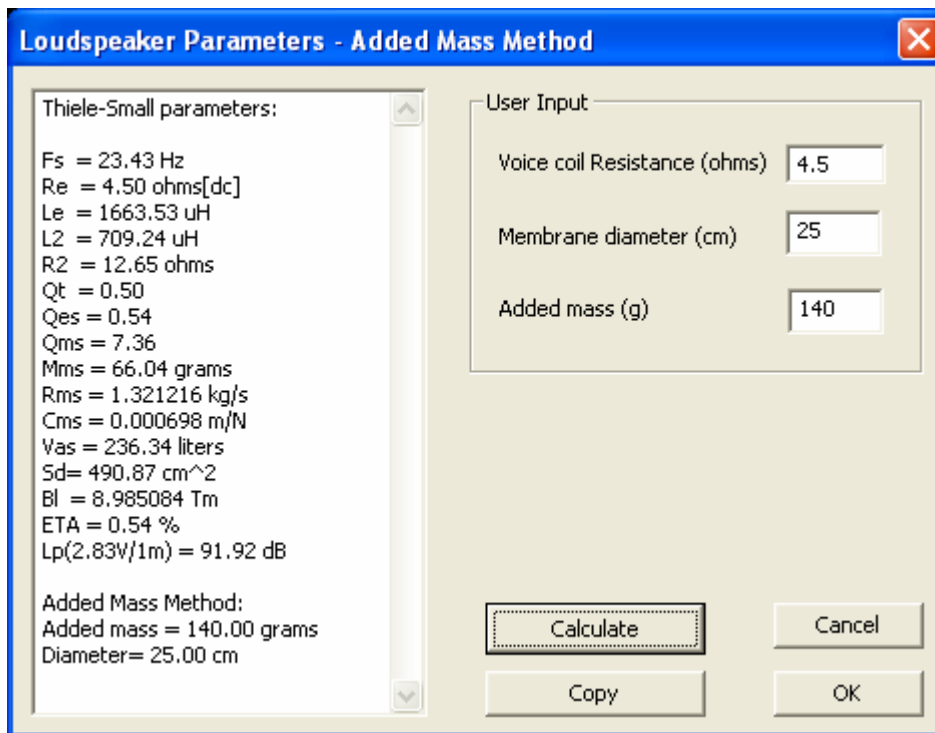 Loudspeaker Parameters - Added Mass Method
Thiele-Small parameters:
Fs = 23.43 Hz
Re = 4.50 ohms[dc]
Le = 1663.53 uH
L2 = 709.24 uH
R2 = 12.65 ohms
Qt = 0.50
Qes = 0.54
Qms = 7.36
Mms = 66.04 grams
Rms = 1.321216 kg/s
Cms = 0.000698 m/N
Vas = 236.34 liters
Sd= 490.87 cm^2
Bl = 8.985084 Tm
ETA = 0.54 %
Lp(2.83V/1m) = 91.92 dB
Added Mass Method:
Added mass = 140.00 grams
Diameter= 25.00 cm
User Input
Voice coil Resistance (ohms) 4.5
Membrane diameter (cm) 25
Added mass (g) 140
Calculate Cancel
Copy OK